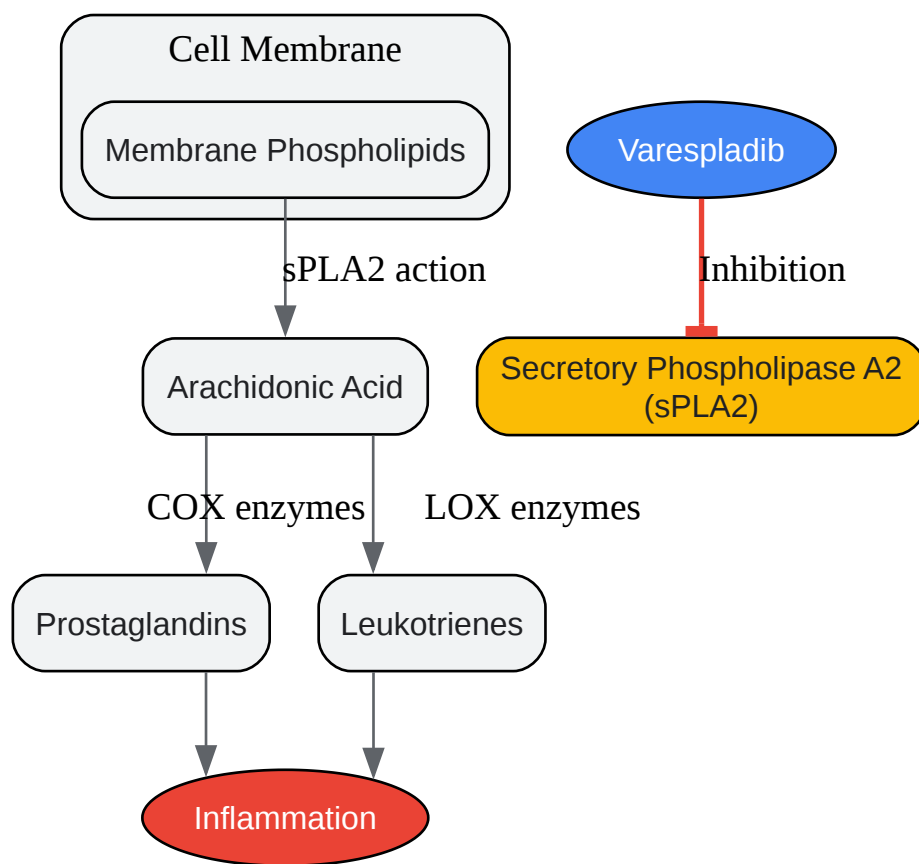 Cell Membrane
Membrane Phospholipids
Varespladib
sPLA2 action
Inhibition
Arachidonic Acid
Secretory Phospholipase A2
(sPLA2)
COX enzymes
LOX enzymes
Prostaglandins
Leukotrienes
Inflammation